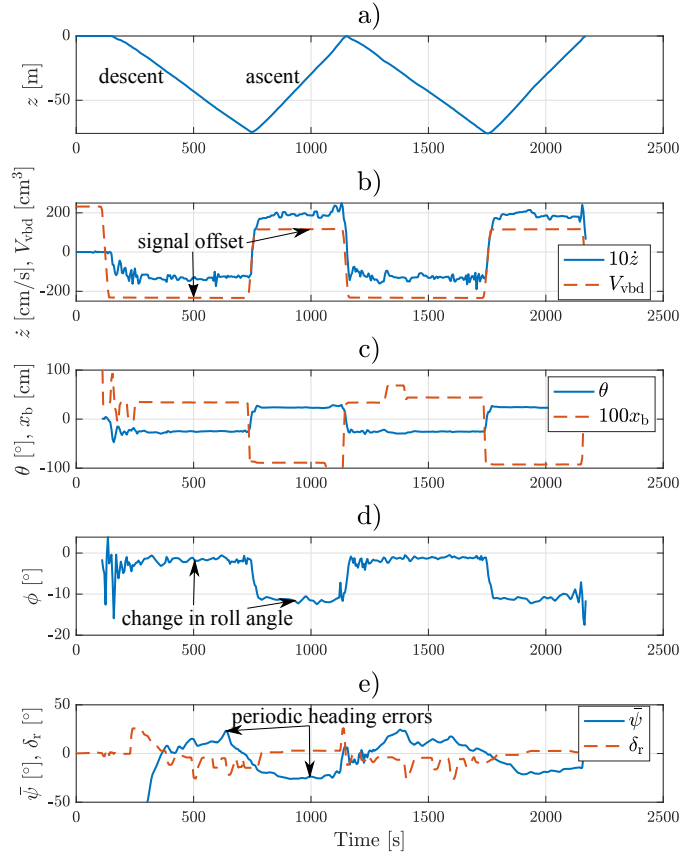 a)
0
-50
z [m]
descent
ascent
0 500 1000 1500 2000 2500
b)
200
0
-200
ż [cm/s], V_vbd [cm³]
signal offset
10ż
V_vbd
0 500 1000 1500 2000 2500
c)
100
0
-100
θ [°], x_b [cm]
θ
100x_b
0 500 1000 1500 2000 2500
d)
0
-10
-20
ϕ [°]
change in roll angle
0 500 1000 1500 2000 2500
e)
50
0
-50
ψ̄ [°], δ_r [°]
periodic heading errors
ψ̄
δ_r
0 500 1000 1500 2000 2500
Time [s]